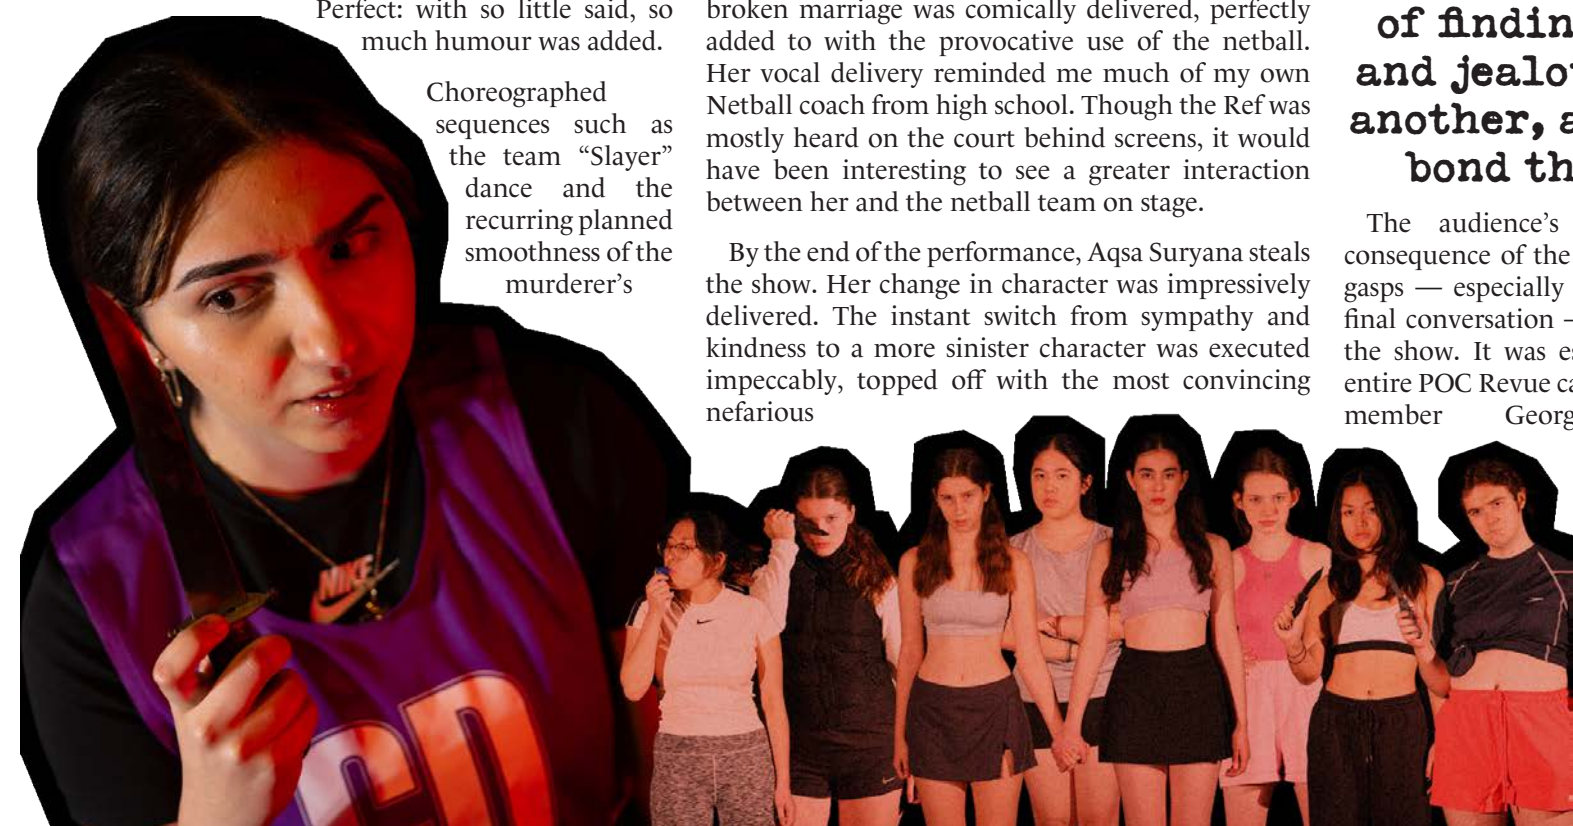 Perfect: with so little said, so
much humour was added.
Choreographed
sequences such as
the team “Slayer”
dance and the
recurring planned
smoothness of the
murderer’s
broken marriage was comically delivered, perfectly
added to with the provocative use of the netball.
Her vocal delivery reminded me much of my own
Netball coach from high school. Though the Ref was
mostly heard on the court behind screens, it would
have been interesting to see a greater interaction
between her and the netball team on stage.
By the end of the performance, Aqsa Suryana steals
the show. Her change in character was impressively
delivered. The instant switch from sympathy and
kindness to a more sinister character was executed
impeccably, topped off with the most convincing
nefarious
of findin
and jealo
another, a
bond th
The audience’s
consequence of the
gasps — especially
final conversation –
the show. It was es
entire POC Revue ca
member Georg
NIKE
GD